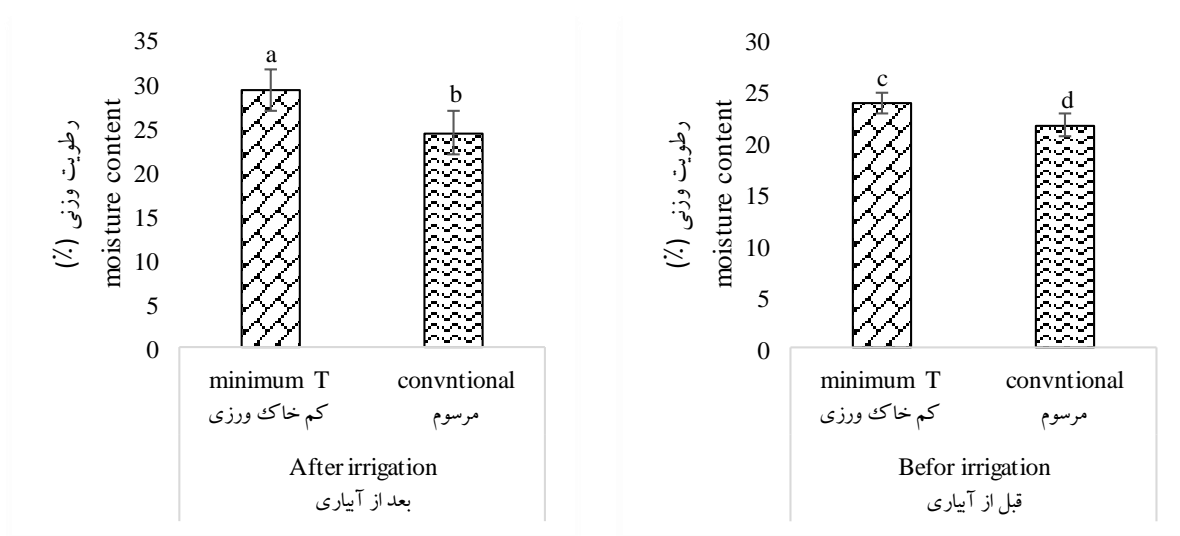 35
30
25
20
15
10
5
0
رطوبت وزنی (٪)
moisture content
a
b
minimum T
convntional
کم خاک ورزی
مرسوم
After irrigation
بعد از آبیاری
30
25
20
15
10
5
0
رطوبت وزنی (٪)
moisture content
c
d
minimum T
convntional
کم خاک ورزی
مرسوم
Befor irrigation
قبل از آبیاری